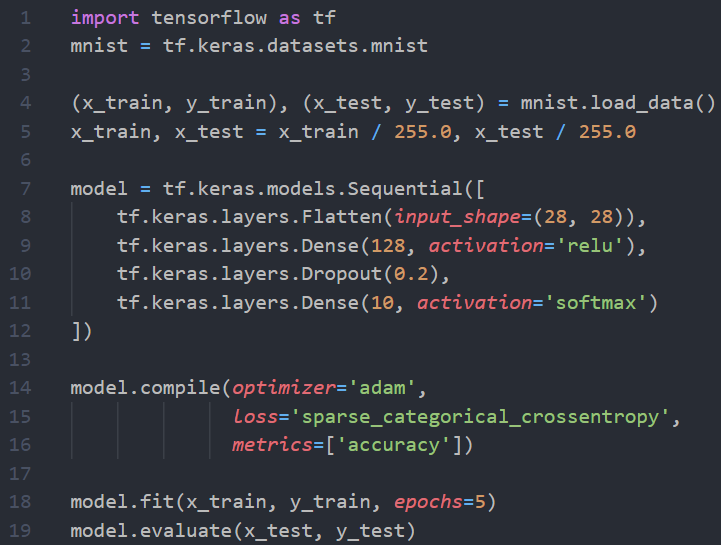 1 import tensorflow as tf
2 mnist = tf.keras.datasets.mnist
3
4 (x_train, y_train), (x_test, y_test) = mnist.load_data()
5 x_train, x_test = x_train / 255.0, x_test / 255.0
6
7 model = tf.keras.models.Sequential([
8     tf.keras.layers.Flatten(input_shape=(28, 28)),
9     tf.keras.layers.Dense(128, activation='relu'),
10     tf.keras.layers.Dropout(0.2),
11     tf.keras.layers.Dense(10, activation='softmax')
12 ])
13
14 model.compile(optimizer='adam',
15               loss='sparse_categorical_crossentropy',
16               metrics=['accuracy'])
17
18 model.fit(x_train, y_train, epochs=5)
19 model.evaluate(x_test, y_test)